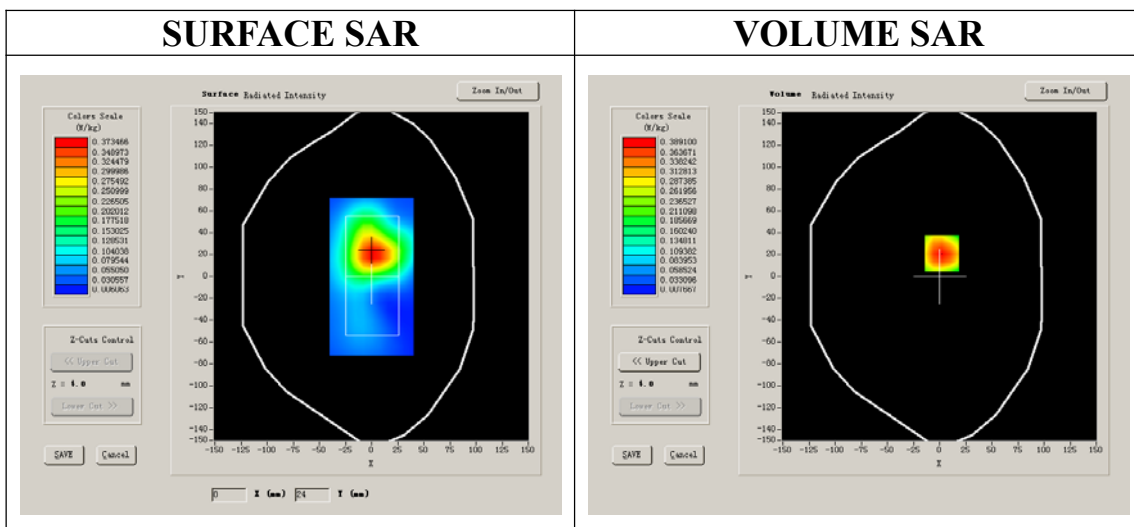 SURFACE SAR
VOLUME SAR
Surface Radiated Intensity
Zoom In/Out
Colors Scale
(W/kg)
0.373466
0.348973
0.324479
0.299986
0.275492
0.250999
0.226505
0.202012
0.177518
0.153025
0.128531
0.104038
0.079544
0.055050
0.030557
0.006063
Z-Cuts Control
<< Upper Cut
Z = 4.0 mm
Lower Cut >>
SAVE
Cancel
150
140
120
100
80
60
40
20
0
-20
-40
-60
-80
-100
-120
-140
-150
Y
-150 -125 -100 -75 -50 -25 0 25 50 75 100 125 150
X
0 X (mm) 24 Y (mm)
Volume Radiated Intensity
Zoom In/Out
Colors Scale
(W/kg)
0.389100
0.363671
0.338242
0.312813
0.287385
0.261956
0.236527
0.211098
0.185669
0.160240
0.134811
0.109382
0.083953
0.058524
0.033096
0.007667
Z-Cuts Control
<< Upper Cut
Z = 4.0 mm
Lower Cut >>
SAVE
Cancel
150
140
120
100
80
60
40
20
0
-20
-40
-60
-80
-100
-120
-140
-150
Y
-150 -125 -100 -75 -50 -25 0 25 50 75 100 125 150
X